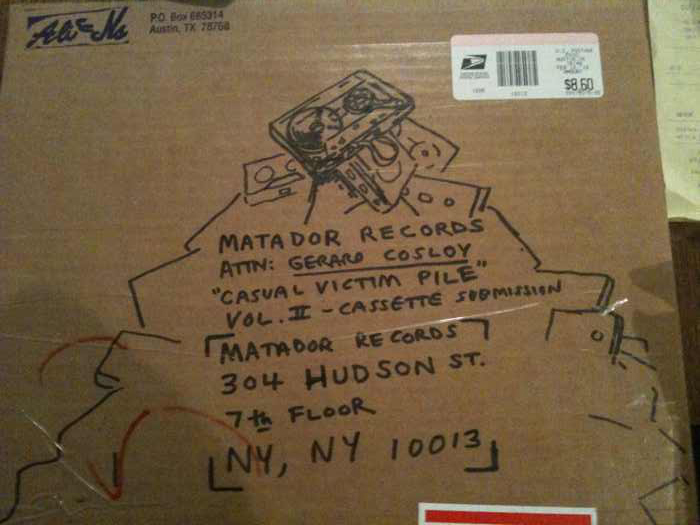 P.O. Box 685314
Austin, TX 78768
$8.60
MATADOR RECORDS
ATTN: GERARD COSLOY
"CASUAL VICTIM PILE"
VOL. II - CASSETTE SUBMISSION
MATADOR RECORDS
304 HUDSON ST.
7th FLOOR
NY, NY 10013